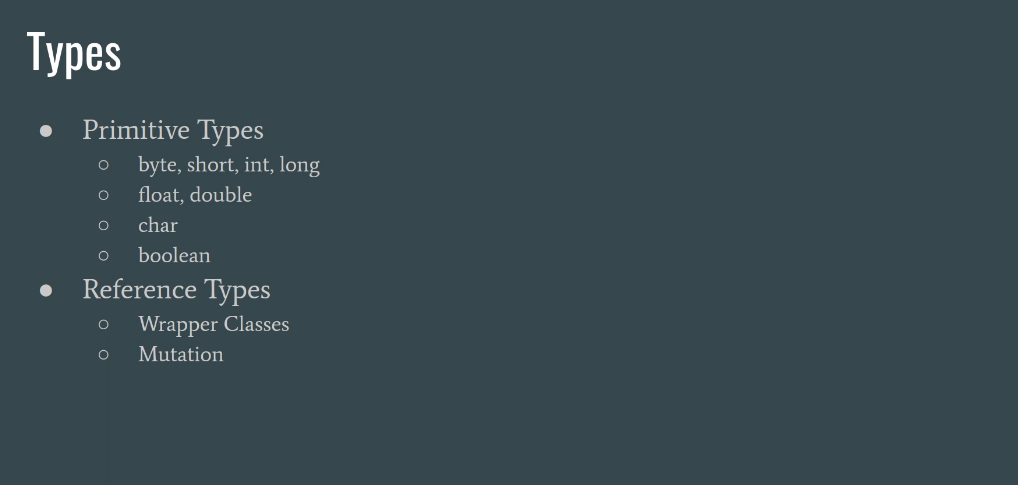 Types
● Primitive Types
○ byte, short, int, long
○ float, double
○ char
○ boolean
● Reference Types
○ Wrapper Classes
○ Mutation